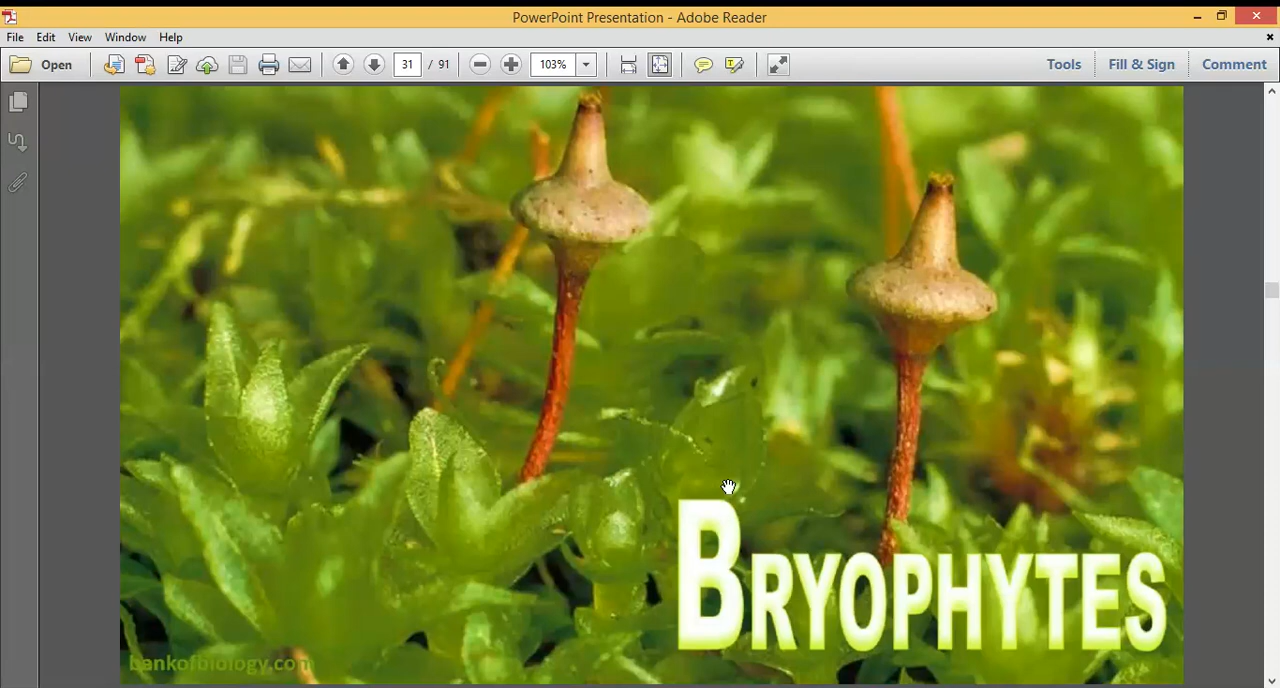 PowerPoint Presentation - Adobe Reader
File Edit View Window Help
Open 31 / 91 103% Tools Fill & Sign Comment
BRYOPHYTES
bankofbiology.com